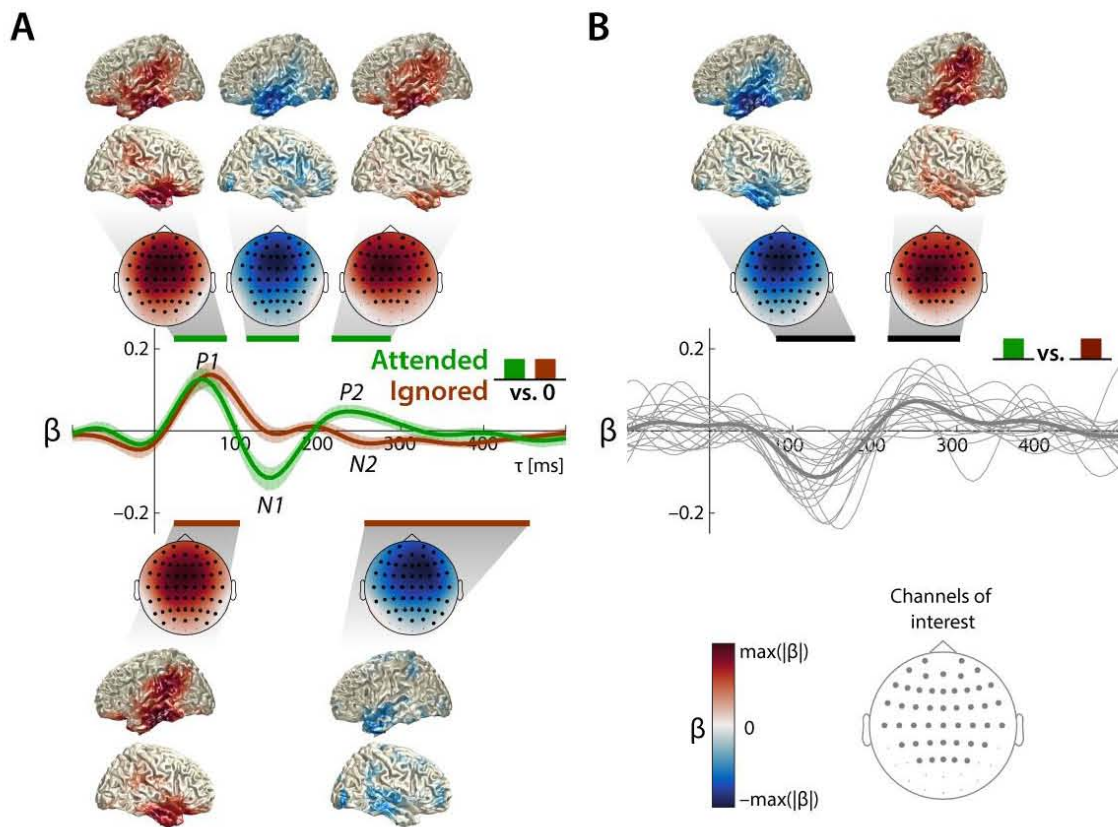 A
B
0.2
P1
Attended
Ignored
vs. 0
P2
β
100
200
300
400
τ [ms]
N2
N1
−0.2
vs.
0.2
β
100
200
300
400
−0.2
Channels of
interest
max(|β|)
β
0
−max(|β|)